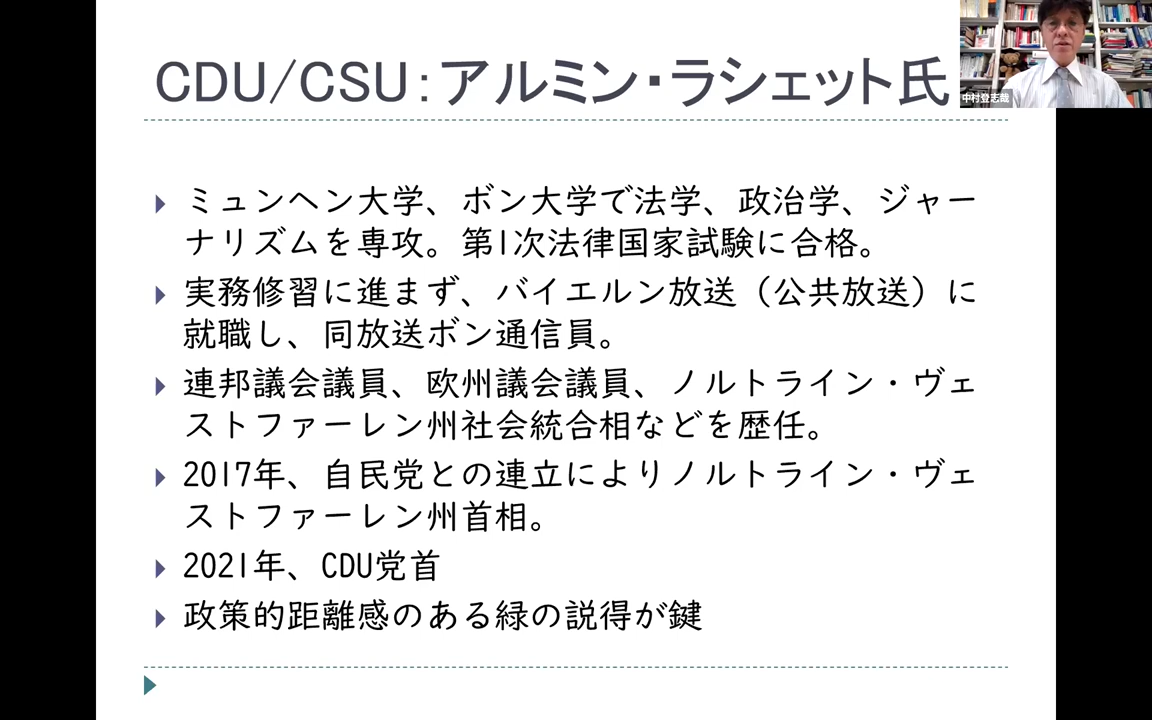 CDU/CSU:アルミン・ラシェット氏
中村登志哉
ミュンヘン大学、ボン大学で法学、政治学、ジャー
ナリズムを専攻。第1次法律国家試験に合格。
実務修習に進まず、バイエルン放送（公共放送）に
就職し、同放送ボン通信員。
連邦議会議員、欧州議会議員、ノルトライン・ヴェ
ストファーレン州社会統合相などを歴任。
2017年、自民党との連立によりノルトライン・ヴェ
ストファーレン州首相。
2021年、CDU党首
政策的距離感のある緑の説得が鍵